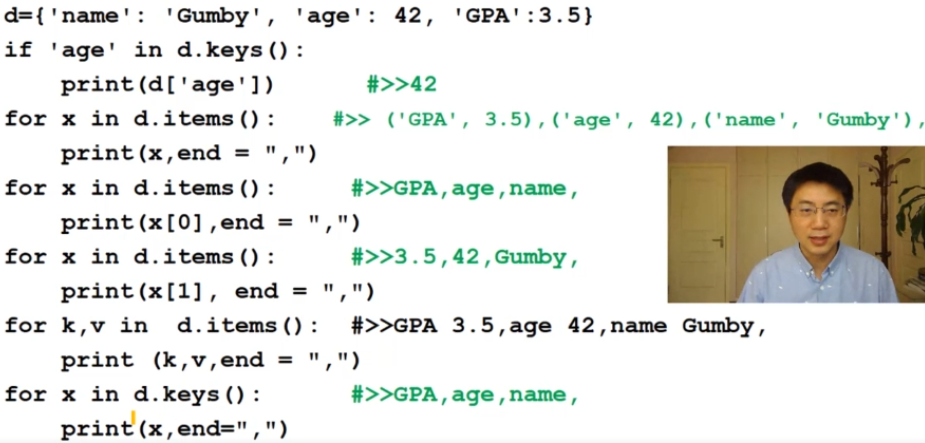 d={'name': 'Gumby', 'age': 42, 'GPA':3.5}
if 'age' in d.keys():
    print(d['age'])        #>>42
for x in d.items():    #>> ('GPA', 3.5),('age', 42),('name', 'Gumby'),
    print(x,end = ",")
for x in d.items():      #>>GPA,age,name,
    print(x[0],end = ",")
for x in d.items():      #>>3.5,42,Gumby,
    print(x[1], end = ",")
for k,v in  d.items():  #>>GPA 3.5,age 42,name Gumby,
    print (k,v,end = ",")
for x in d.keys():       #>>GPA,age,name,
    print(x,end=",")